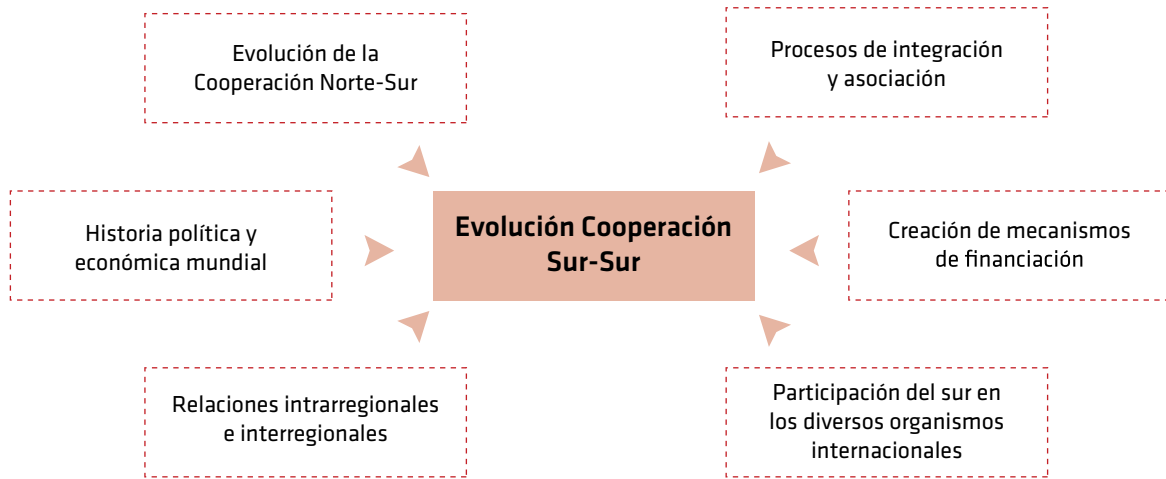 Evolución de la
Cooperación Norte-Sur
Procesos de integración
y asociación
Historia política y
económica mundial
Evolución Cooperación
Sur-Sur
Creación de mecanismos
de financiación
Relaciones intrarregionales
e interregionales
Participación del sur en
los diversos organismos
internacionales